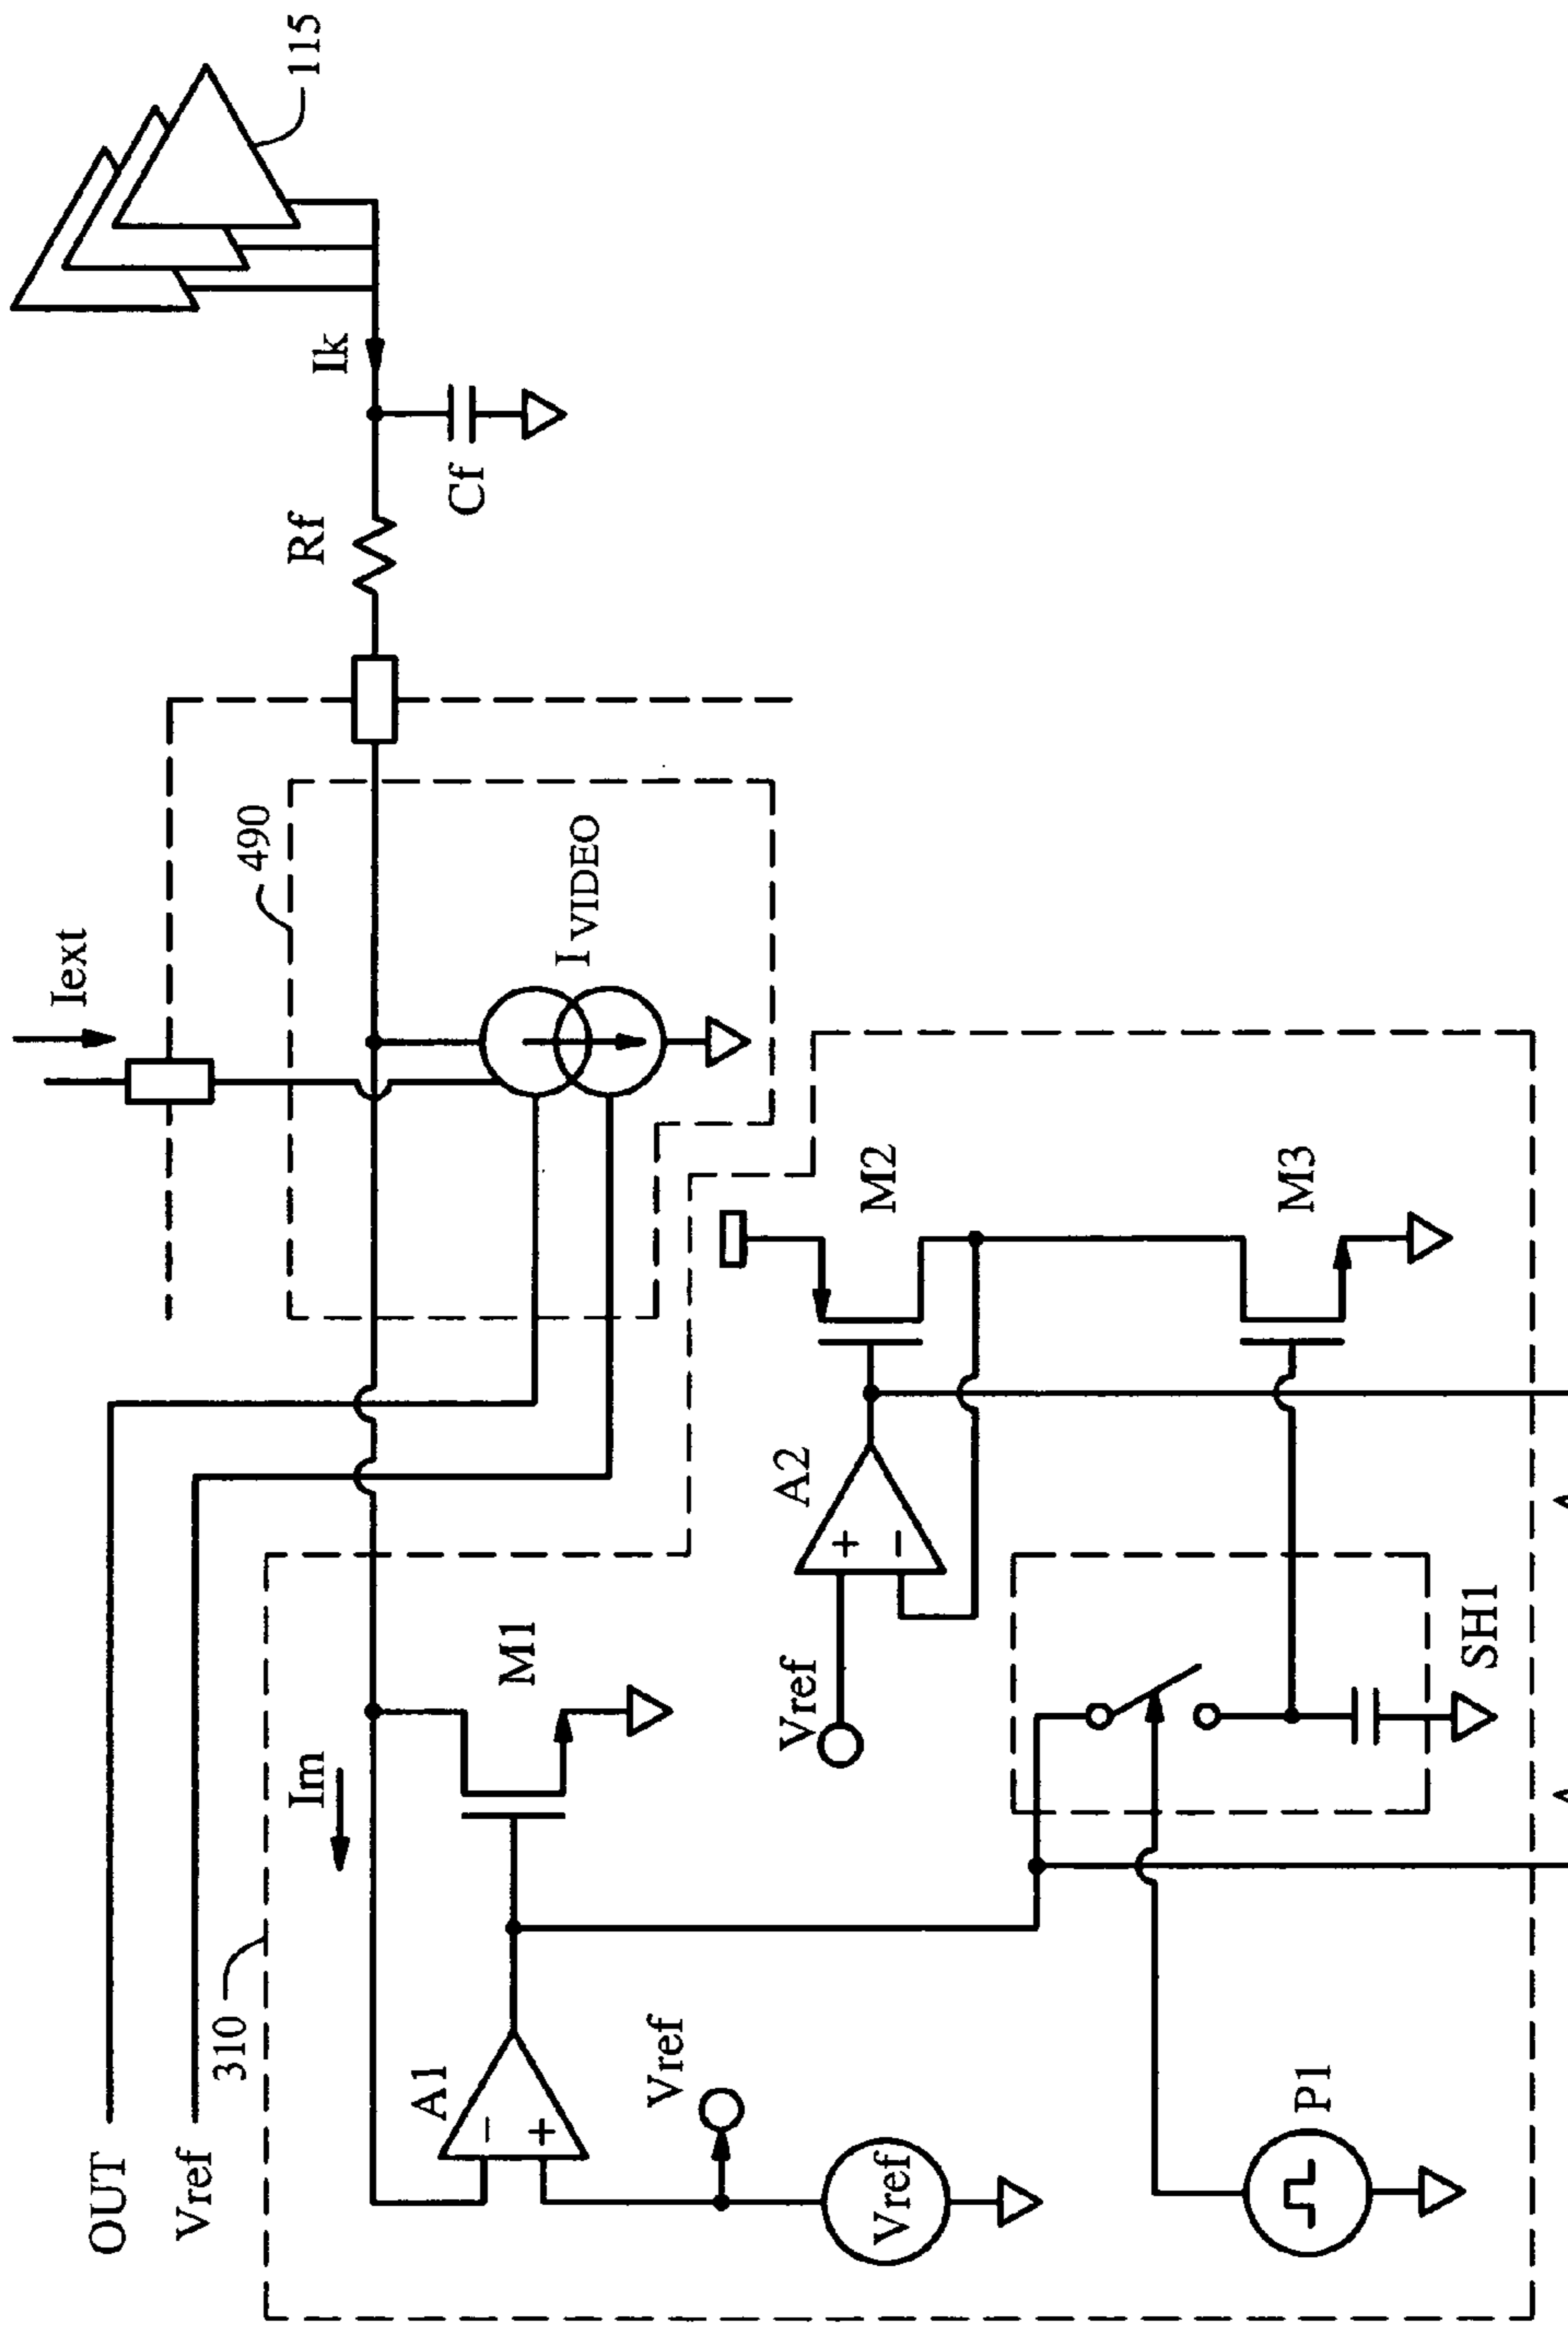 115
Ik
Cf
Rf
490
Iext
I VIDEO
M2
M3
A2
Vref
SH1
M1
Im
310
A1
−
+
+
−
Vref
Vref
P1
OUT
Vref